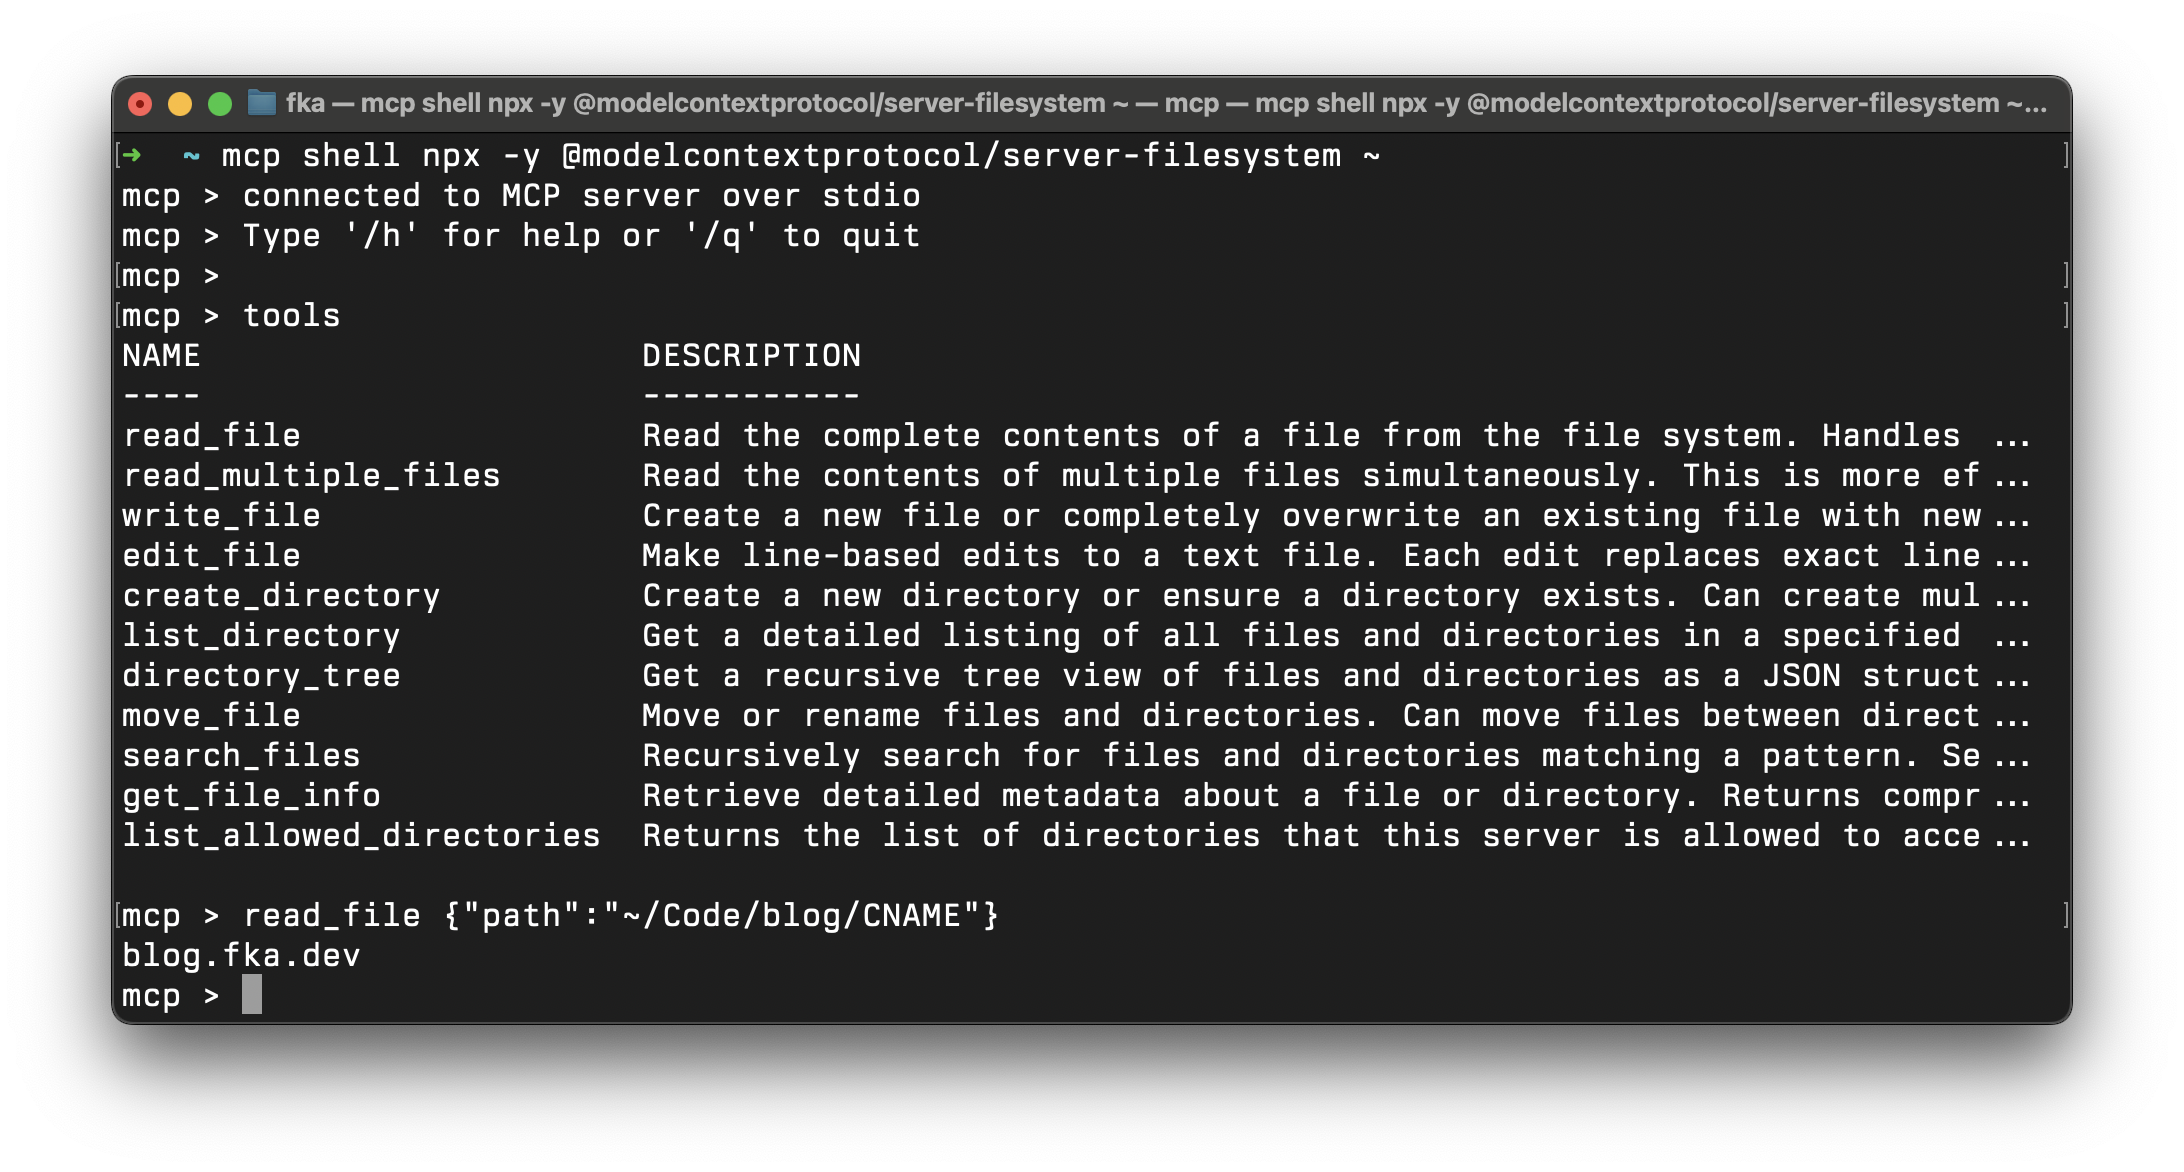 fka — mcp shell npx -y @modelcontextprotocol/server-filesystem ~ — mcp — mcp shell npx -y @modelcontextprotocol/server-filesystem ~...
[➜  ~ mcp shell npx -y @modelcontextprotocol/server-filesystem ~ ]
mcp > connected to MCP server over stdio
mcp > Type '/h' for help or '/q' to quit
[mcp > ]
[mcp > tools ]
NAME                      DESCRIPTION
----                      -----------
read_file                 Read the complete contents of a file from the file system. Handles ...
read_multiple_files       Read the contents of multiple files simultaneously. This is more ef...
write_file                Create a new file or completely overwrite an existing file with new...
edit_file                 Make line-based edits to a text file. Each edit replaces exact line...
create_directory          Create a new directory or ensure a directory exists. Can create mul...
list_directory            Get a detailed listing of all files and directories in a specified ...
directory_tree            Get a recursive tree view of files and directories as a JSON struct...
move_file                 Move or rename files and directories. Can move files between direct...
search_files              Recursively search for files and directories matching a pattern. Se...
get_file_info             Retrieve detailed metadata about a file or directory. Returns compr...
list_allowed_directories  Returns the list of directories that this server is allowed to acce...
[mcp > read_file {"path":"~/Code/blog/CNAME"} ]
blog.fka.dev
mcp >